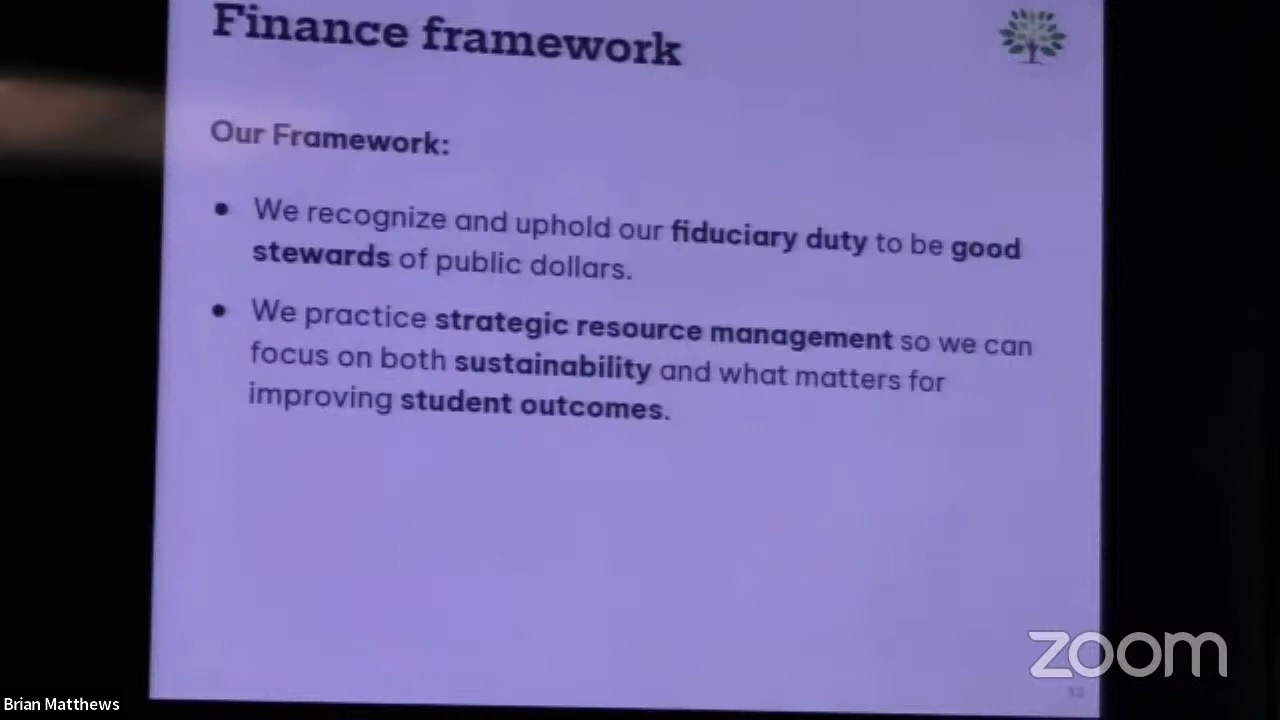 Finance framework
Our Framework:
• We recognize and uphold our fiduciary duty to be good
stewards of public dollars.
• We practice strategic resource management so we can
focus on both sustainability and what matters for
improving student outcomes.
zoom
Brian Matthews